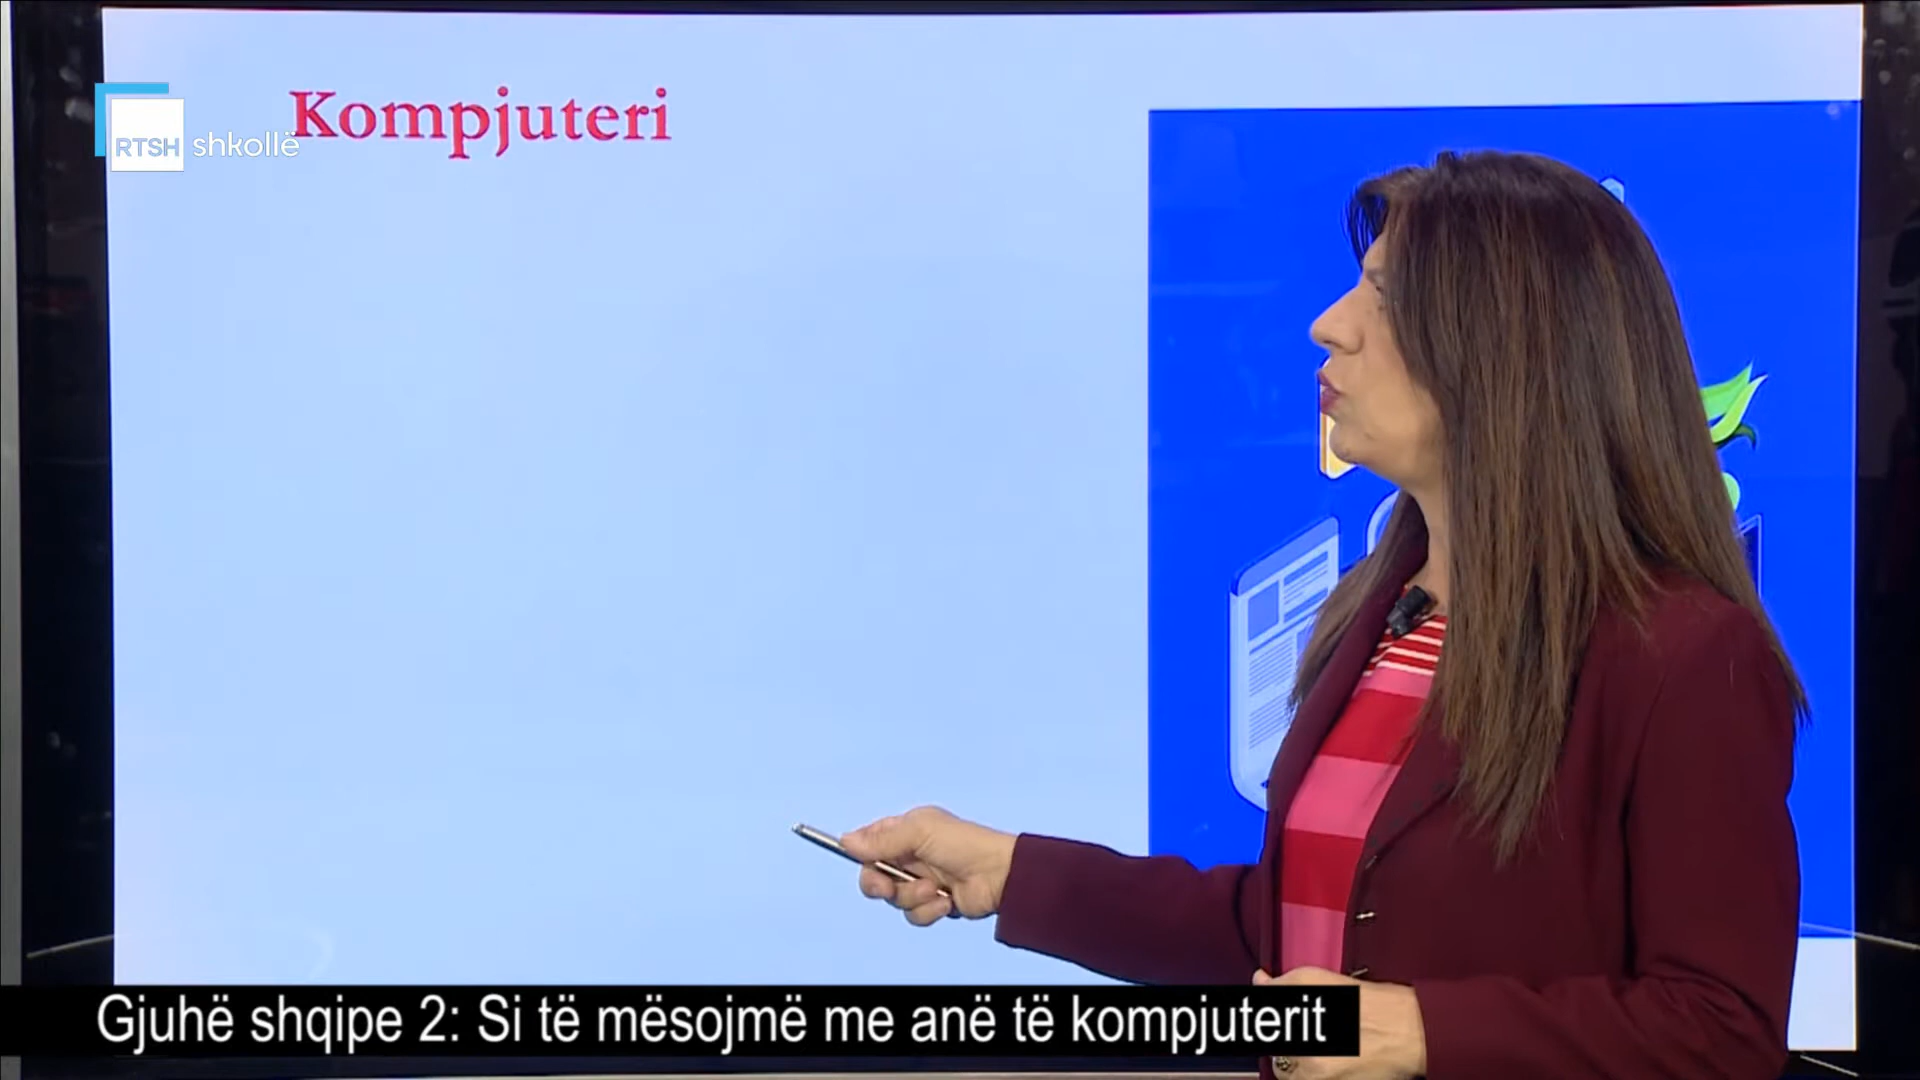 Kompjuteri
RTSH shkollë
Gjuhë shqipe 2: Si të mësojmë me anë të kompjuterit